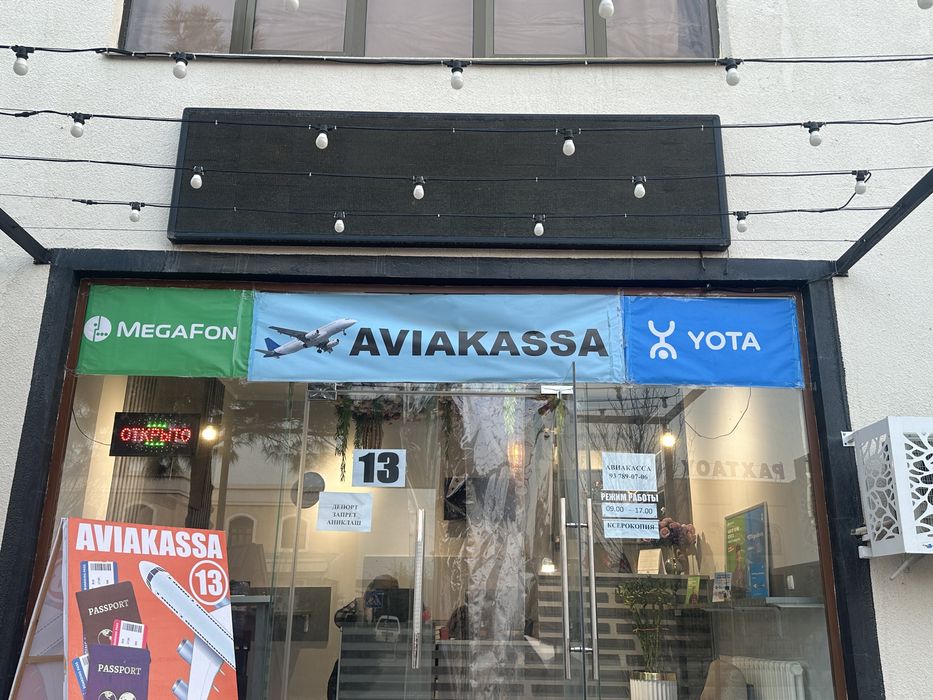 MEGAFON
AVIAKASSA
YOTA
ОТКРЫТО
13
ДЕПОРТ
ЗАПРЕТ
АНИКЛАШ
АВИАКАССА
93 789-07-06
РЕЖИМ РАБОТЫ
09.00 - 17.00
КСЕРОКОПИЯ
AVIAKASSA
13
PASSPORT
PASSPORT